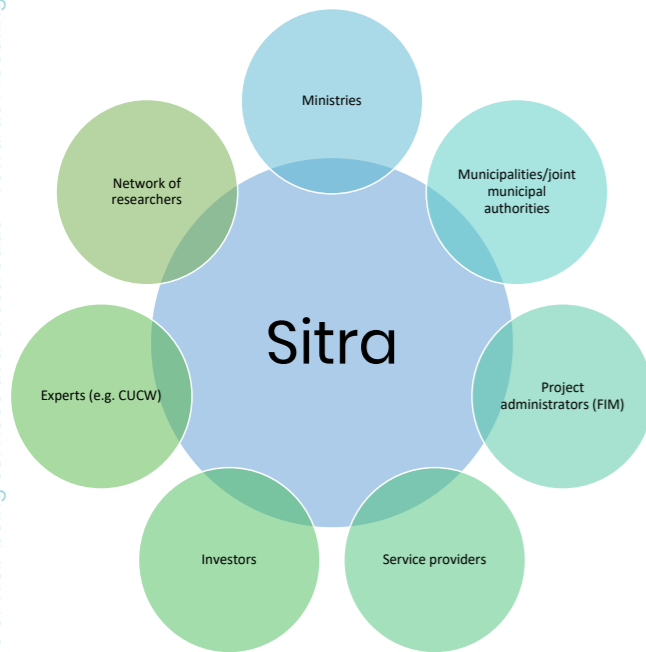 Ministries
Network of
researchers
Municipalities/joint
municipal
authorities
Sitra
Experts (e.g. CUCW)
Project
administrators (FIM)
Investors
Service providers